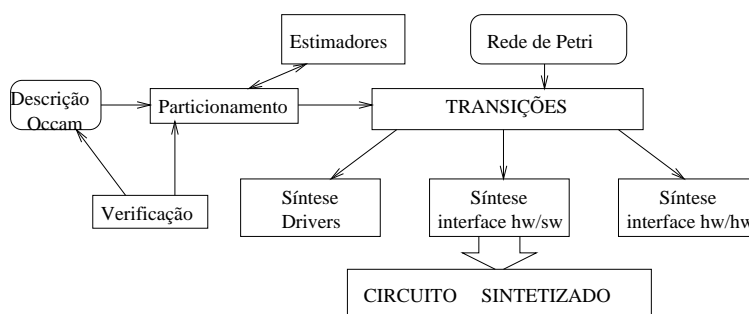 Estimadores
Rede de Petri
Descrição
Occam
Particionamento
TRANSIÇÕES
Verificação
Síntese
Drivers
Síntese
interface hw/sw
Síntese
interface hw/hw
CIRCUITO SINTETIZADO